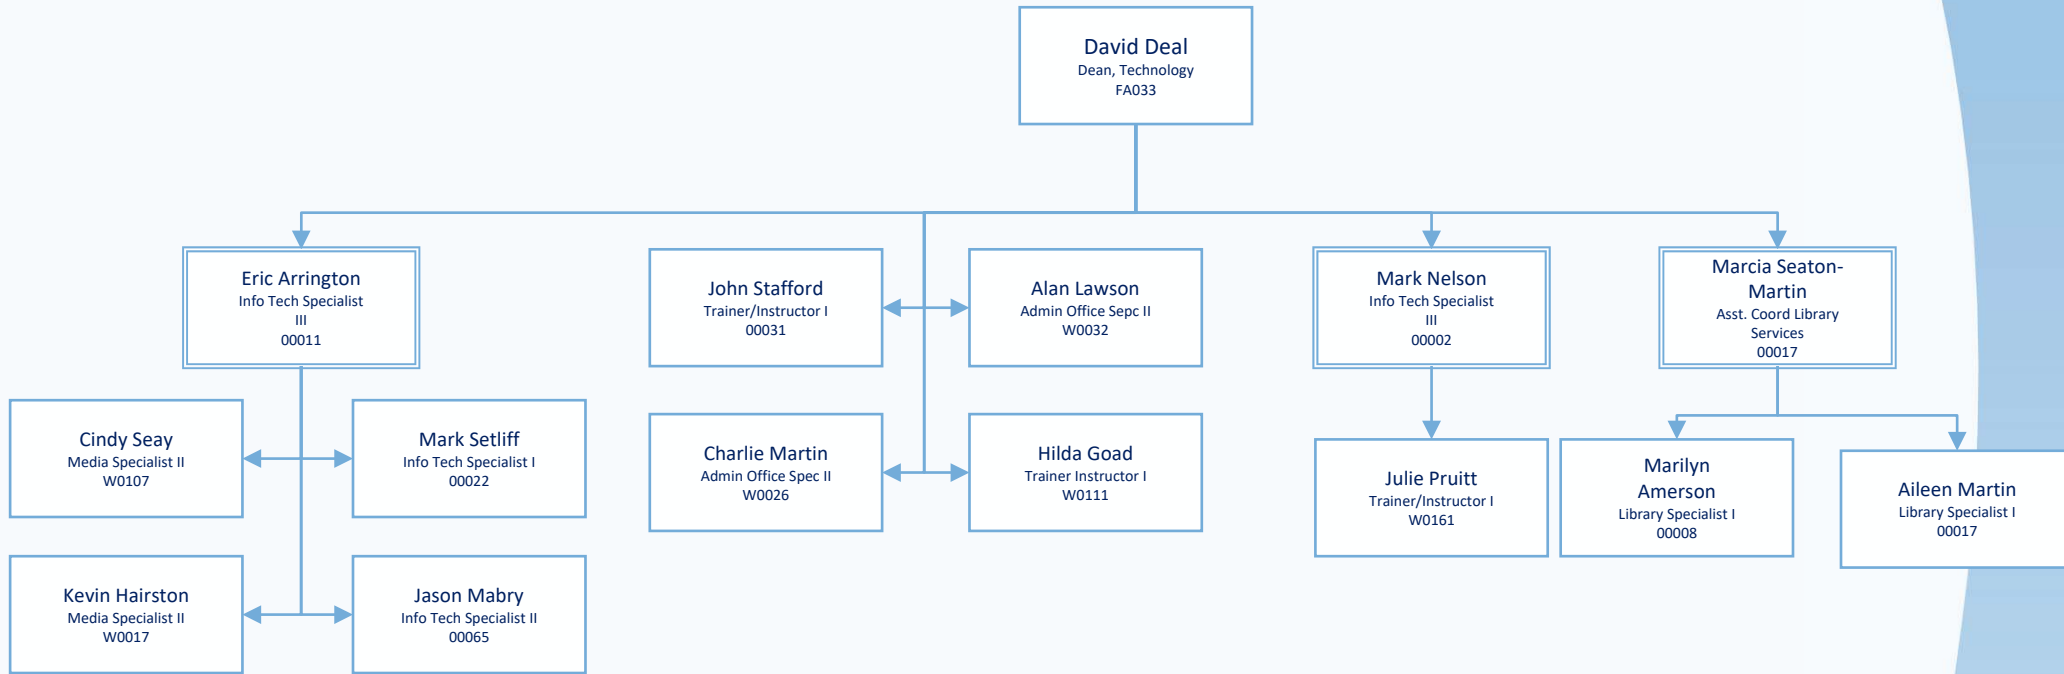 David Deal
Dean, Technology
FA033
Eric Arrington
Info Tech Specialist
III
00011
John Stafford
Trainer/Instructor I
00031
Alan Lawson
Admin Office Sepc II
W0032
Mark Nelson
Info Tech Specialist
III
00002
Marcia Seaton-
Martin
Asst. Coord Library
Services
00017
Cindy Seay
Media Specialist II
W0107
Mark Setliff
Info Tech Specialist I
00022
Charlie Martin
Admin Office Spec II
W0026
Hilda Goad
Trainer Instructor I
W0111
Julie Pruitt
Trainer/Instructor I
W0161
Marilyn
Amerson
Library Specialist I
00008
Aileen Martin
Library Specialist I
00017
Kevin Hairston
Media Specialist II
W0017
Jason Mabry
Info Tech Specialist II
00065